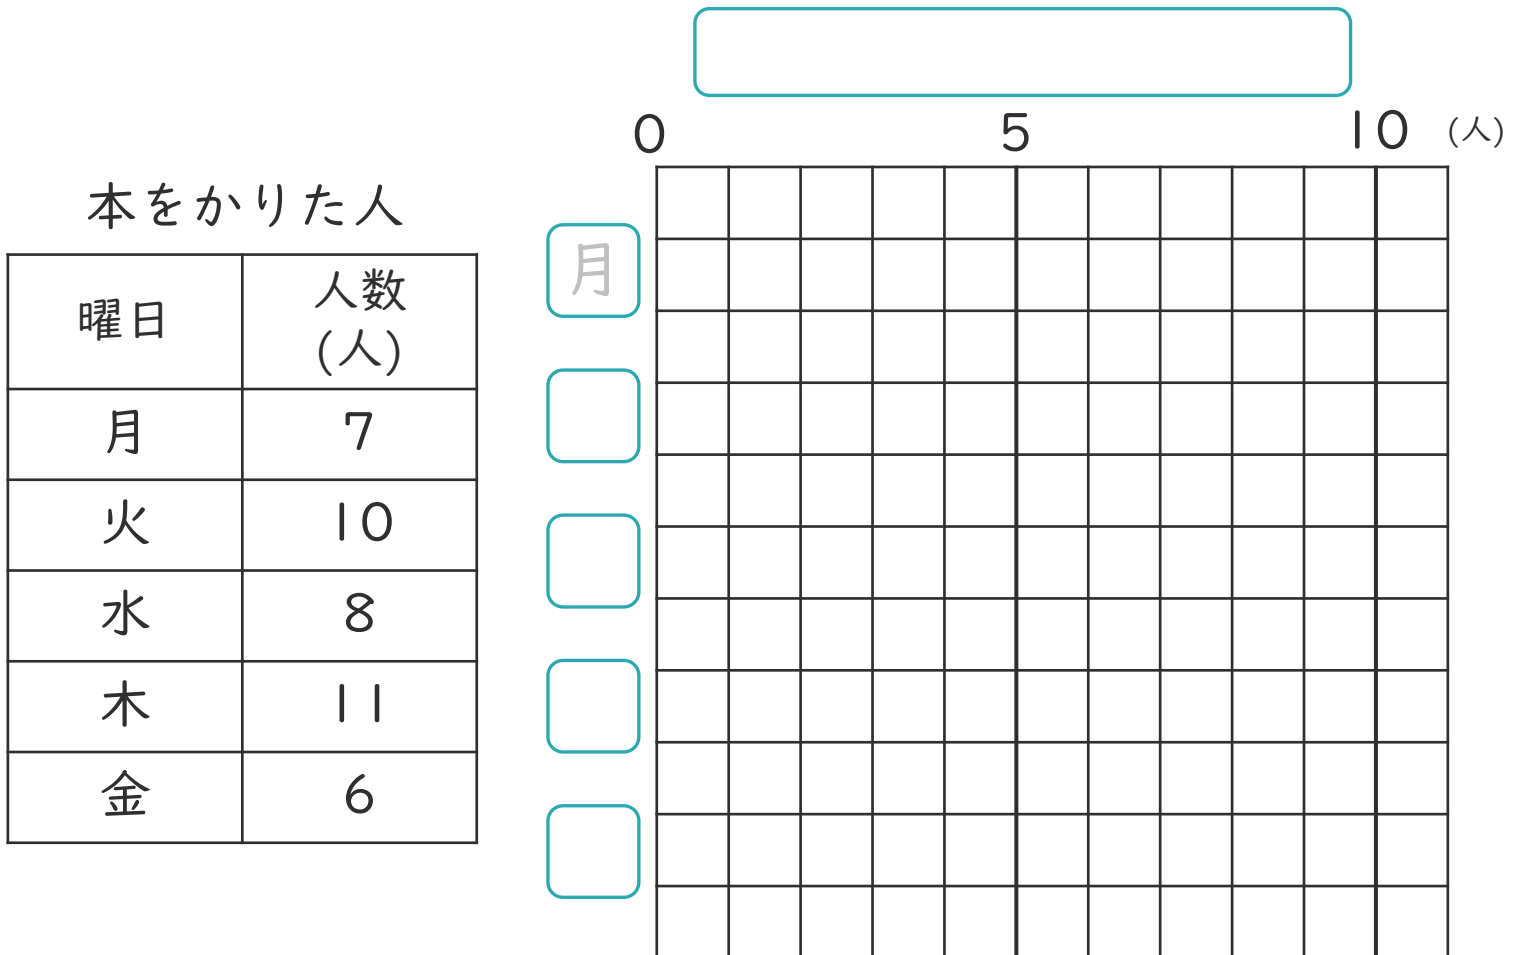 本をかりた人
曜日 人数(人)
月 7
火 10
水 8
木 11
金 6
0 5 10 (人)
月